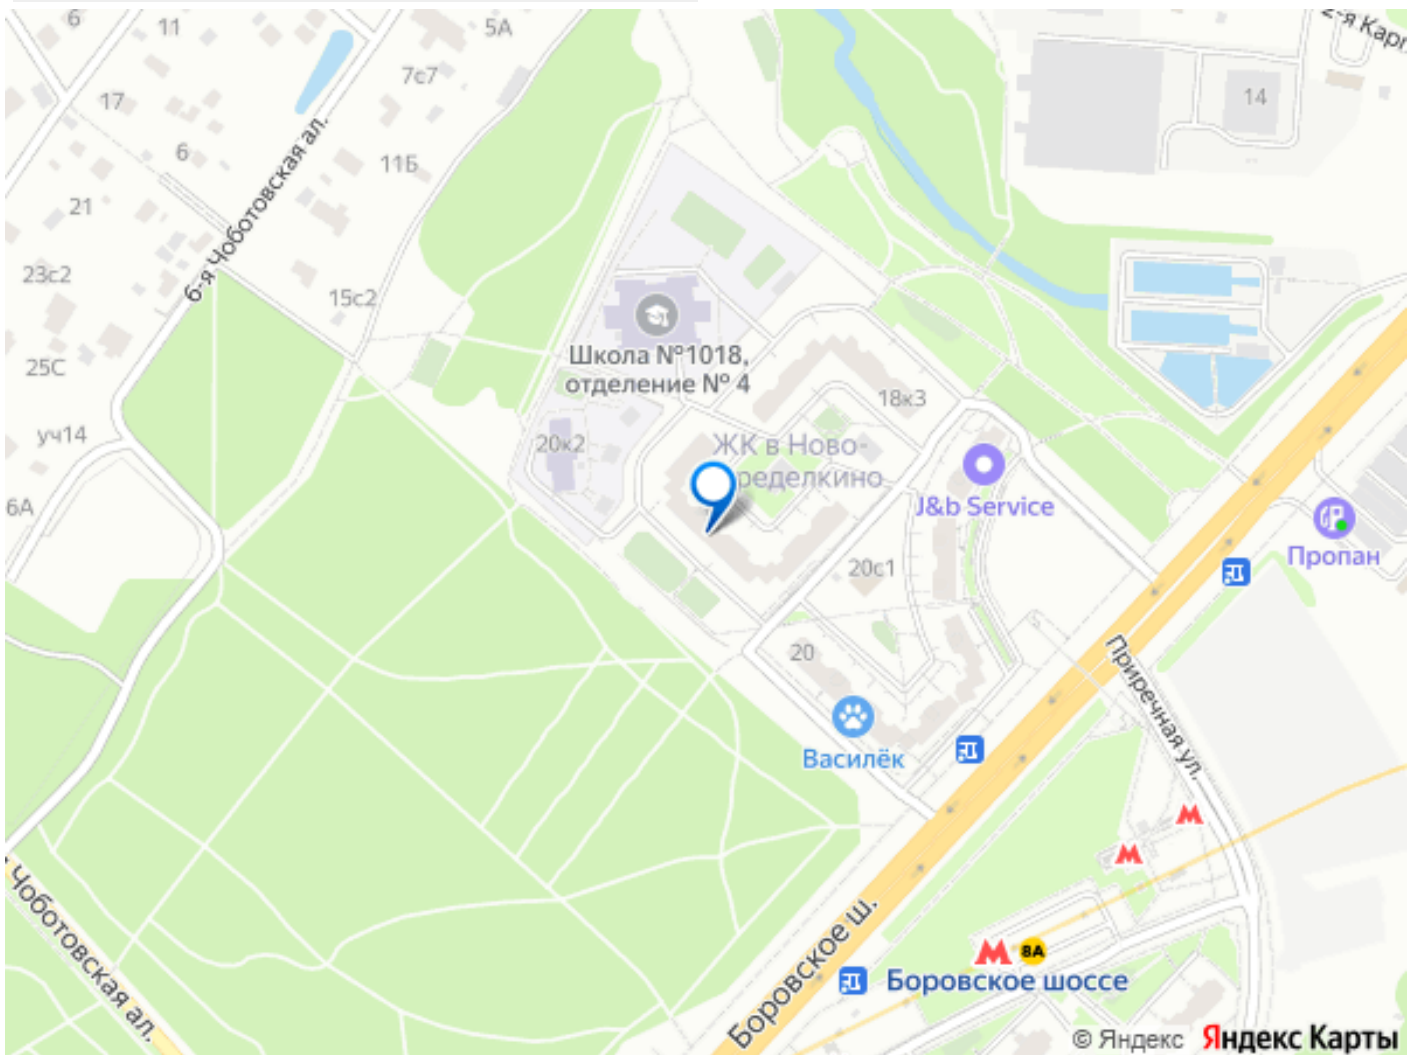 6
11
5А
2-я Карп
7с7
17
14
6
11Б
6-я Чоботовская ал.
21
23с2
15с2
Школа №1018,
отделение № 4
25С
18к3
уч14
20к2
ЖК в Ново-
ределкино
6А
J&b Service
Пропан
20с1
20
Приречная ул.
Василёк
Чоботовская ал.
Боровское ш.
М
М
М 8А
Боровское шоссе
© Яндекс Яндекс Карты